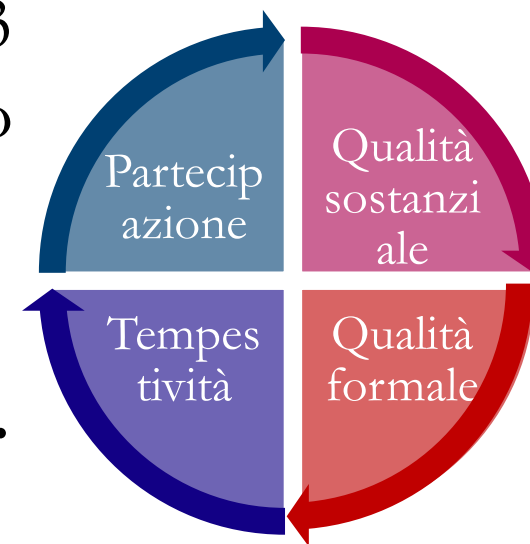 Partecip
azione
Qualità
sostanzi
ale
Tempes
tività
Qualità
formale